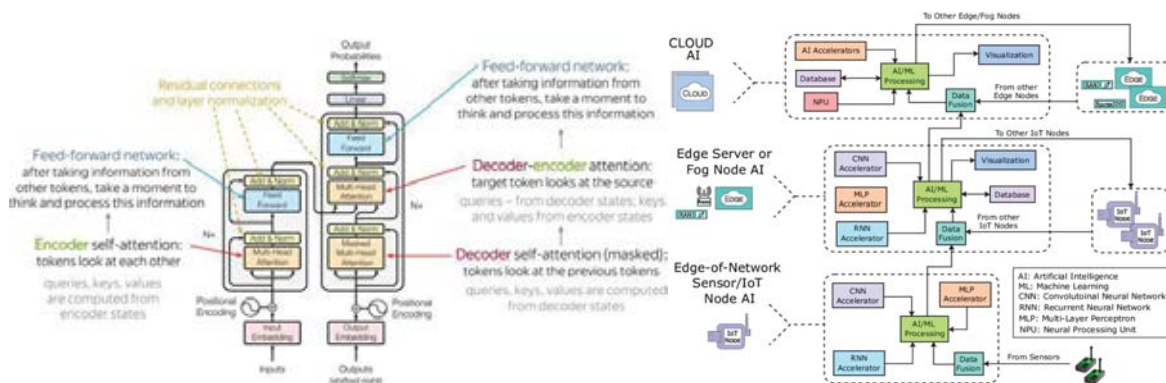 Output
Probabilities
Softmax
Linear
Add & Norm
Feed
Forward
Add & Norm
Multi-Head
Attention
Add & Norm
Masked
Multi-Head
Attention
Nx
Positional
Encoding
Output
Embedding
Outputs
(shifted right)
Residual connections
and layer normalization
Feed-forward network:
after taking information from
other tokens, take a moment to
think and process this information
Nx
Add & Norm
Feed
Forward
Add & Norm
Multi-Head
Attention
Encoder self-attention:
tokens look at each other
queries, keys, values
are computed from
encoder states
Positional
Encoding
Input
Embedding
Inputs
Feed-forward network:
after taking information from
other tokens, take a moment to
think and process this information
Decoder-encoder attention:
target token looks at the source
queries – from decoder states; keys
and values from encoder states
Decoder self-attention (masked):
tokens look at the previous tokens
queries, keys, values are computed
from decoder states
CLOUD
AI
CLOUD
To Other Edge/Fog Nodes
AI Accelerators
Database
NPU
AI/ML
Processing
Visualization
Data
Fusion
From other
Edge Nodes
EDGE
EDGE
Edge Server or
Fog Node AI
EDGE
To Other IoT Nodes
CNN
Accelerator
MLP
Accelerator
RNN
Accelerator
AI/ML
Processing
Visualization
Database
Data
Fusion
From other
IoT Nodes
IoT
Node
IoT
Node
Edge-of-Network
Sensor/IoT
Node AI
IoT
Node
CNN
Accelerator
MLP
Accelerator
AI/ML
Processing
RNN
Accelerator
Data
Fusion
From Sensors
AI: Artificial Intelligence
ML: Machine Learning
CNN: Convolutoinal Neural Network
RNN: Recurrent Neural Network
MLP: Multi-Layer Perceptron
NPU: Neural Processing Unit